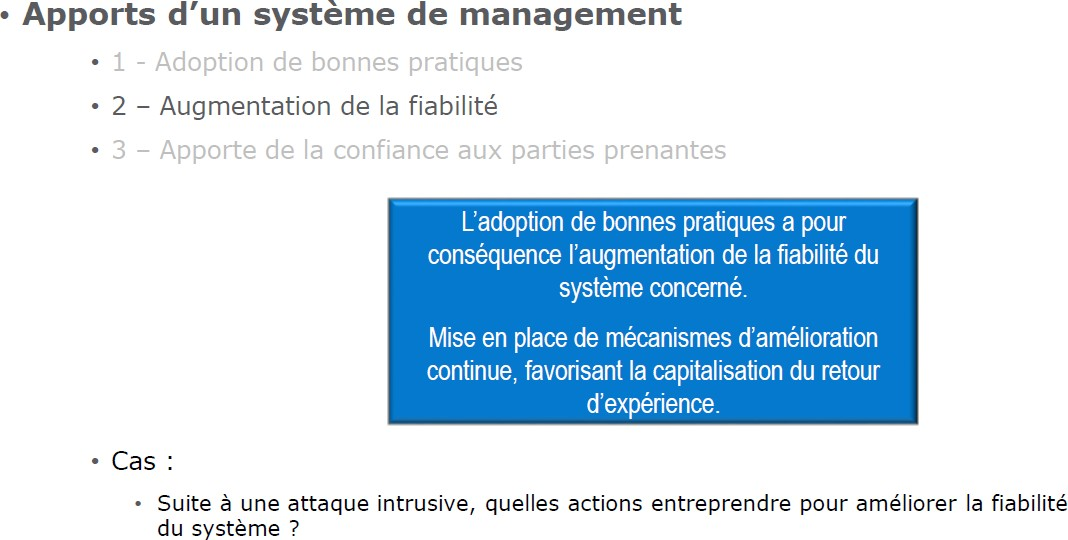 • Apports d’un système de management
• 1 - Adoption de bonnes pratiques
• 2 – Augmentation de la fiabilité
• 3 – Apporte de la confiance aux parties prenantes
L’adoption de bonnes pratiques a pour
conséquence l’augmentation de la fiabilité du
système concerné.
Mise en place de mécanismes d’amélioration
continue, favorisant la capitalisation du retour
d’expérience.
• Cas :
• Suite à une attaque intrusive, quelles actions entreprendre pour améliorer la fiabilité
du système ?